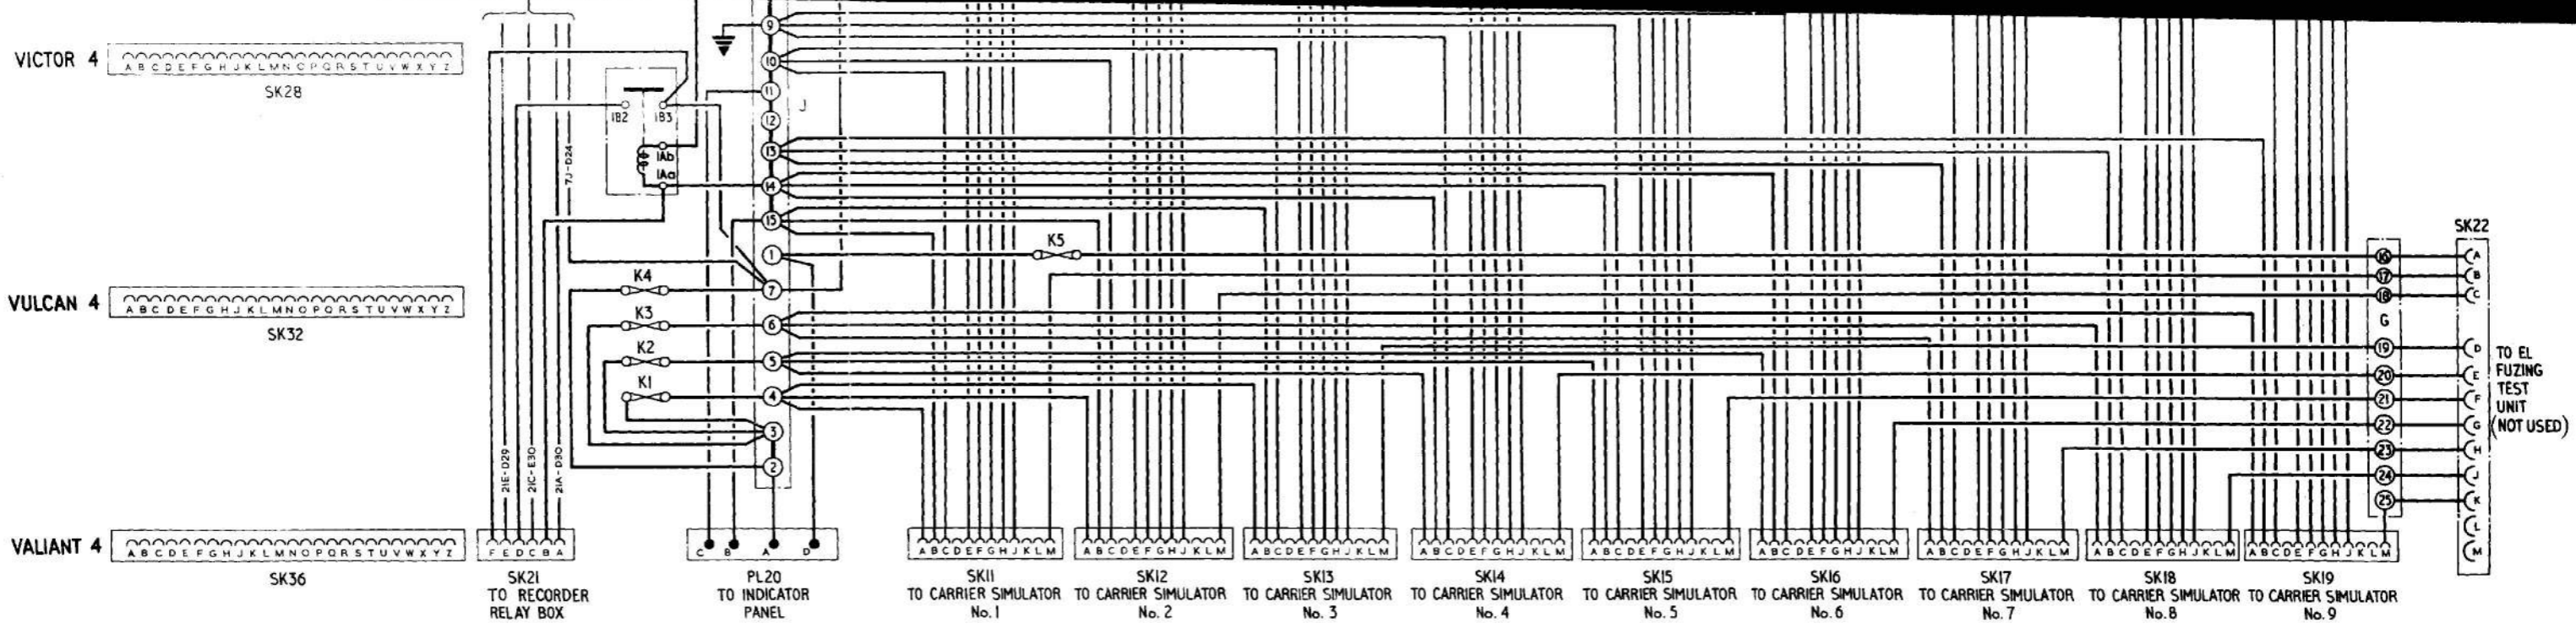 VICTOR 4
A B C D E F G H J K L M N O P Q R S T U V W X Y Z
SK28
9
10
11
J
12
1B2 1B3
13
1Ab
1Aa
14
7J-D24
15
K5
1
SK22
16 A
K4
7
17 B
VULCAN 4
A B C D E F G H J K L M N O P Q R S T U V W X Y Z
SK32
18 C
K3
6
G
K2
5
19 D
TO EL
FUZING
TEST
UNIT
(NOT USED)
20 E
K1
4
21 F
22 G
3
23 H
2
24 J
25 K
L
M
21E-D29
21C-E30
21A-D30
VALIANT 4
A B C D E F G H J K L M N O P Q R S T U V W X Y Z
SK36
F E D C B A
SK21
TO RECORDER
RELAY BOX
C B A D
PL20
TO INDICATOR
PANEL
A B C D E F G H J K L M
SK11
TO CARRIER SIMULATOR
No. 1
A B C D E F G H J K L M
SK12
TO CARRIER SIMULATOR
No. 2
A B C D E F G H J K L M
SK13
TO CARRIER SIMULATOR
No. 3
A B C D E F G H J K L M
SK14
TO CARRIER SIMULATOR
No. 4
A B C D E F G H J K L M
SK15
TO CARRIER SIMULATOR
No. 5
A B C D E F G H J K L M
SK16
TO CARRIER SIMULATOR
No. 6
A B C D E F G H J K L M
SK17
TO CARRIER SIMULATOR
No. 7
A B C D E F G H J K L M
SK18
TO CARRIER SIMULATOR
No. 8
A B C D E F G H J K L M
SK19
TO CARRIER SIMULATOR
No. 9